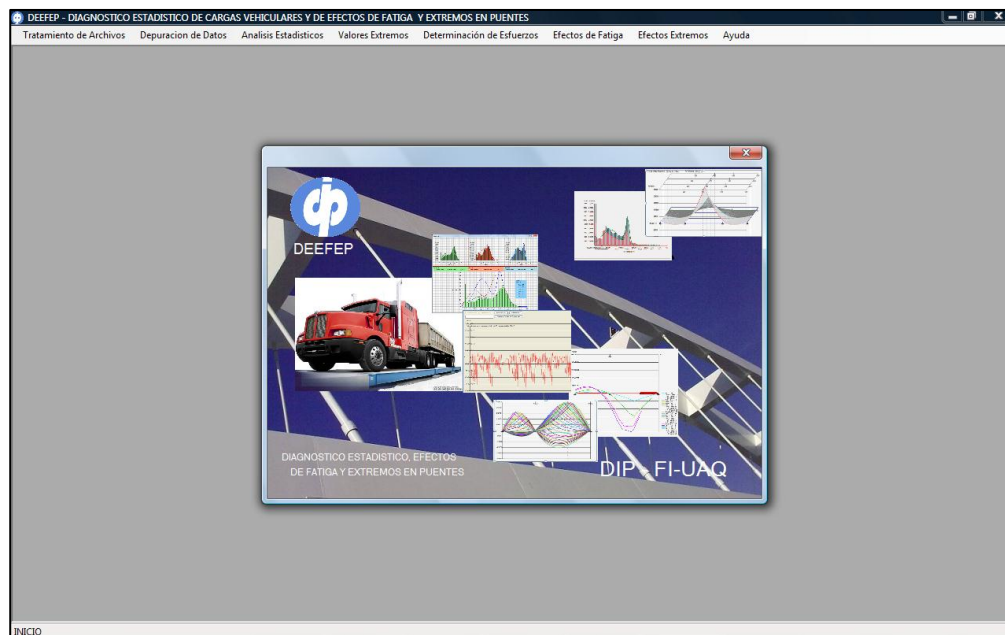 DEEFEP - DIAGNOSTICO ESTADISTICO DE CARGAS VEHICULARES Y DE EFECTOS DE FATIGA Y EXTREMOS EN PUENTES
Tratamiento de Archivos Depuracion de Datos Analisis Estadisticos Valores Extremos Determinación de Esfuerzos Efectos de Fatiga Efectos Extremos Ayuda
dip
DEEFEP
DIAGNOSTICO ESTADISTICO, EFECTOS
DE FATIGA Y EXTREMOS EN PUENTES
DIP - FI-UAQ
INICIO